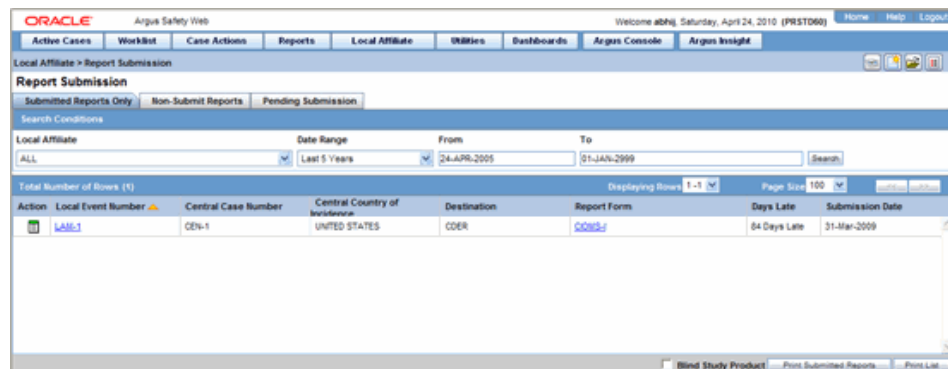 ORACLE Argus Safety Web Welcome abhij, Saturday, April 24, 2010 (PRSTD60) Home Help Logout
Active Cases Worklist Case Actions Reports Local Affiliate Utilities Dashboards Argus Console Argus Insight
Local Affiliate > Report Submission
Report Submission
Submitted Reports Only Non-Submit Reports Pending Submission
Search Conditions
Local Affiliate Date Range From To
ALL Last 5 Years 24-APR-2005 01-JAN-2999 Search
Total Number of Rows (1) Displaying Rows 1 -1 Page Size 100
Action Local Event Number Central Case Number Central Country of Incidence Destination Report Form Days Late Submission Date
LAM-1 CEN-1 UNITED STATES CDER 84 Days Late 31-Mar-2009
Blind Study Product Print Submitted Reports Print List